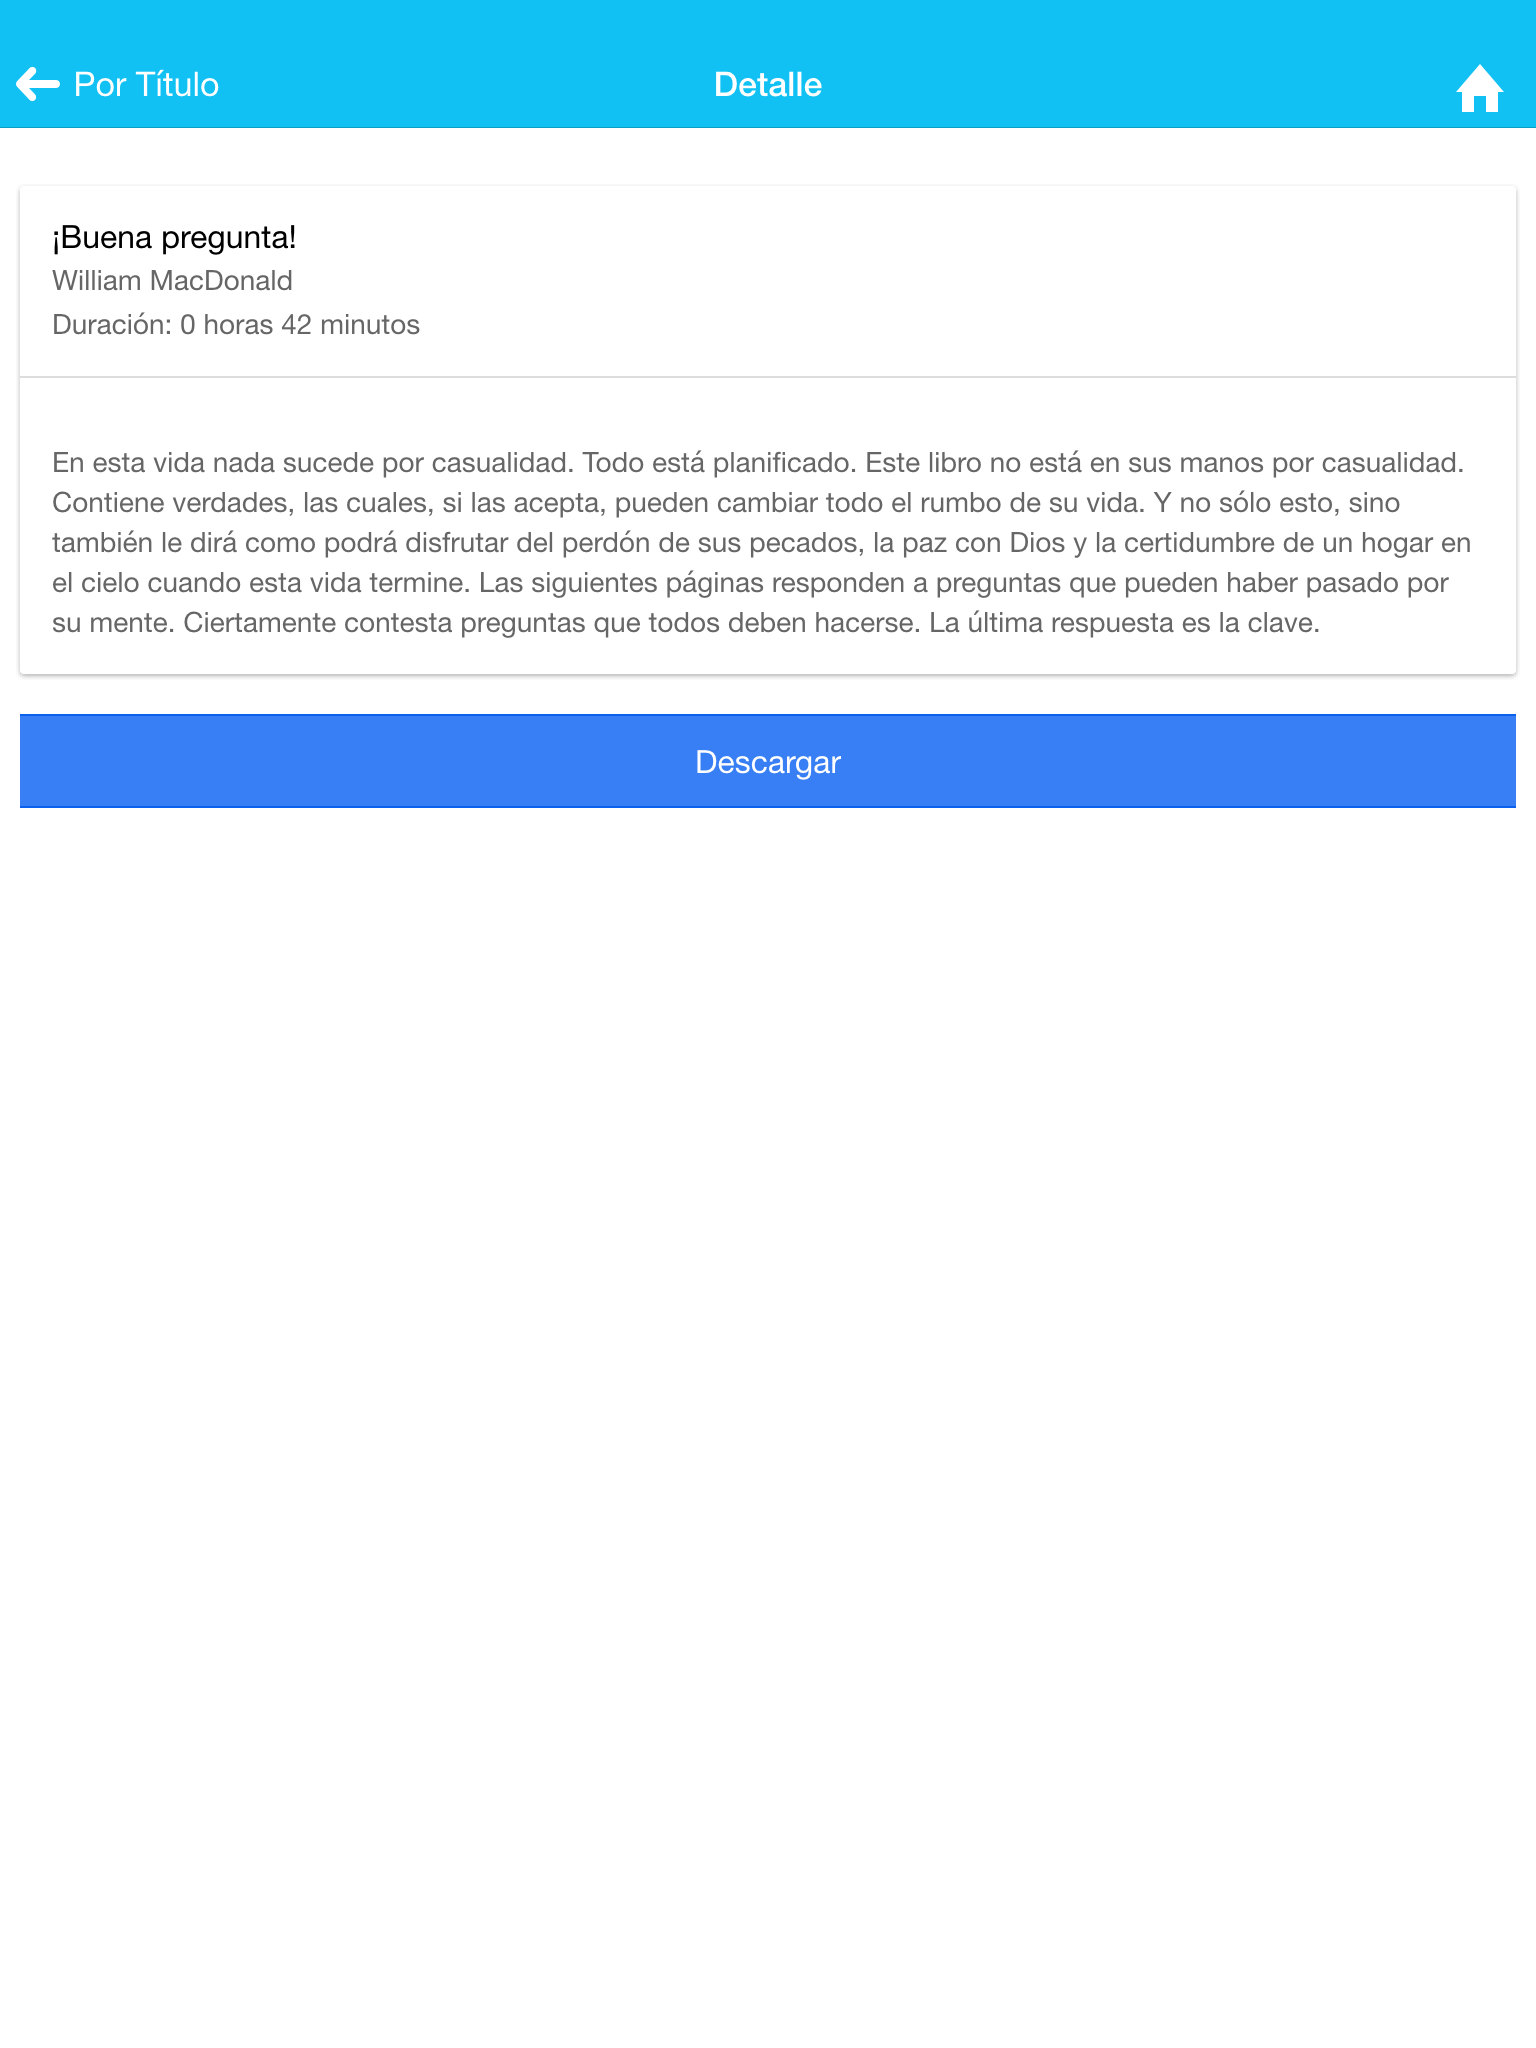 Por Título
Detalle
¡Buena pregunta!
William MacDonald
Duración: 0 horas 42 minutos
En esta vida nada sucede por casualidad. Todo está planificado. Este libro no está en sus manos por casualidad.
Contiene verdades, las cuales, si las acepta, pueden cambiar todo el rumbo de su vida. Y no sólo esto, sino
también le dirá como podrá disfrutar del perdón de sus pecados, la paz con Dios y la certidumbre de un hogar en
el cielo cuando esta vida termine. Las siguientes páginas responden a preguntas que pueden haber pasado por
su mente. Ciertamente contesta preguntas que todos deben hacerse. La última respuesta es la clave.
Descargar